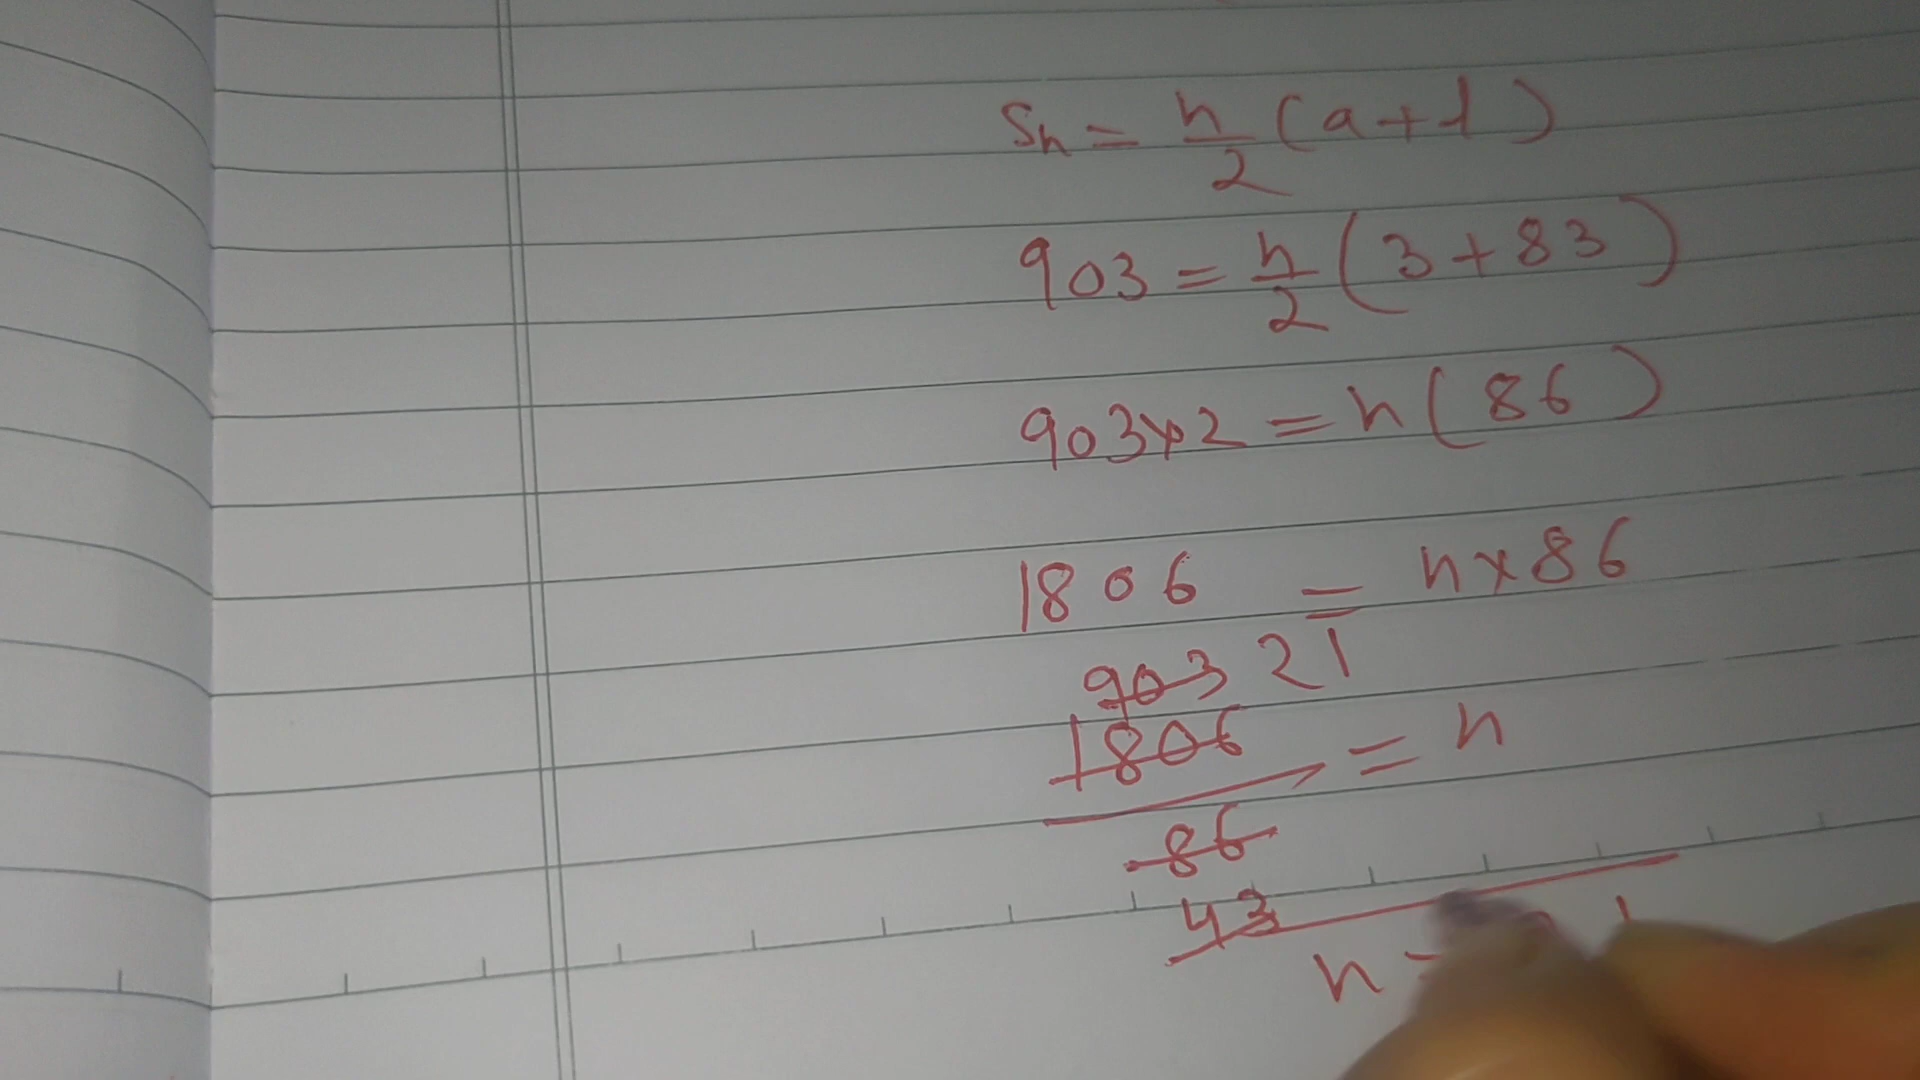 Sn = n/2 (a+l)
903 = n/2 (3+83)
903×2 = n(86)
1806 = n×86
903 21
1806/86 = n
43
n =